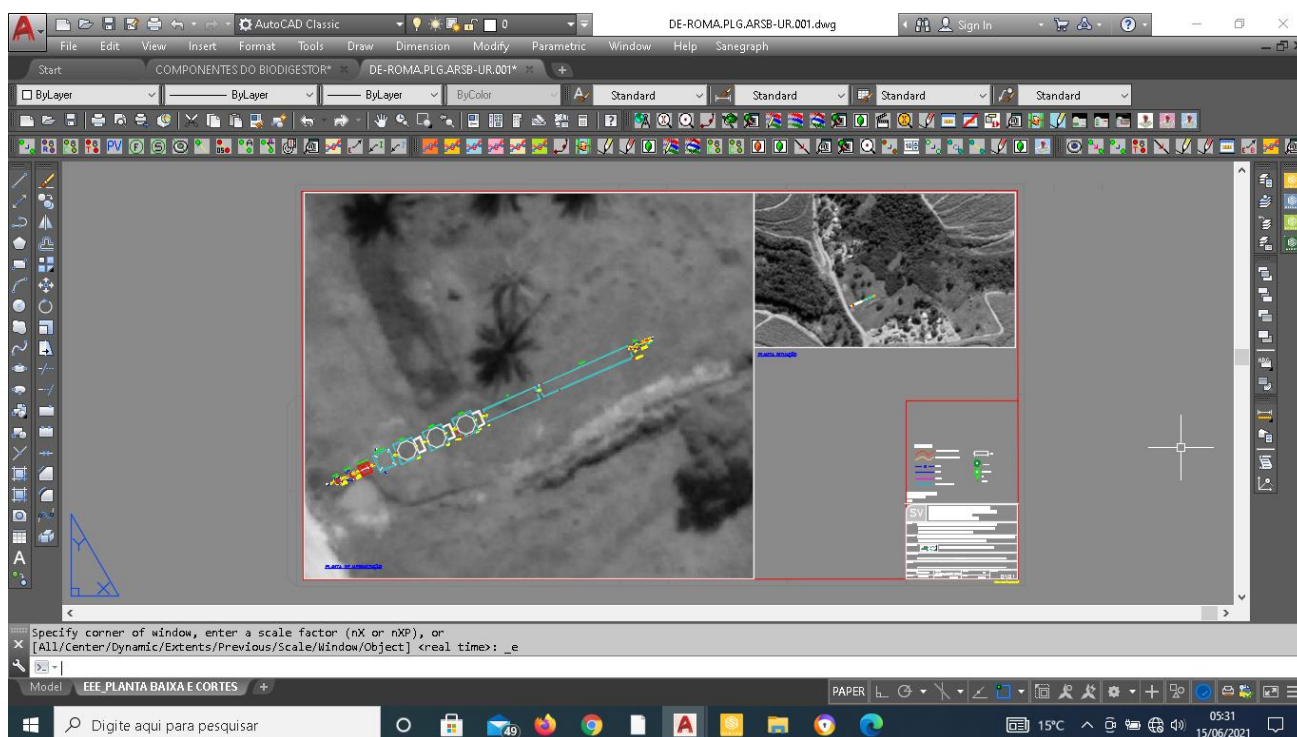 AutoCAD Classic
0
DE-ROMA.PLG.ARSB-UR.001.dwg
Sign In
File Edit View Insert Format Tools Draw Dimension Modify Parametric Window Help Sanegraph
Start
COMPONENTES DO BIODIGESTOR*
DE-ROMA.PLG.ARSB-UR.001*
ByLayer ByLayer ByLayer ByColor Standard Standard Standard Standard
PV
PLANTA SITUAÇÃO
SV
Y
X
Specify corner of window, enter a scale factor (nX or nXP), or
[All/Center/Dynamic/Extents/Previous/Scale/Window/Object] <real time>: _e
Model
EEE_PLANTA BAIXA E CORTES
PAPER
Digite aqui para pesquisar
49
15°C
05:31
15/06/2021